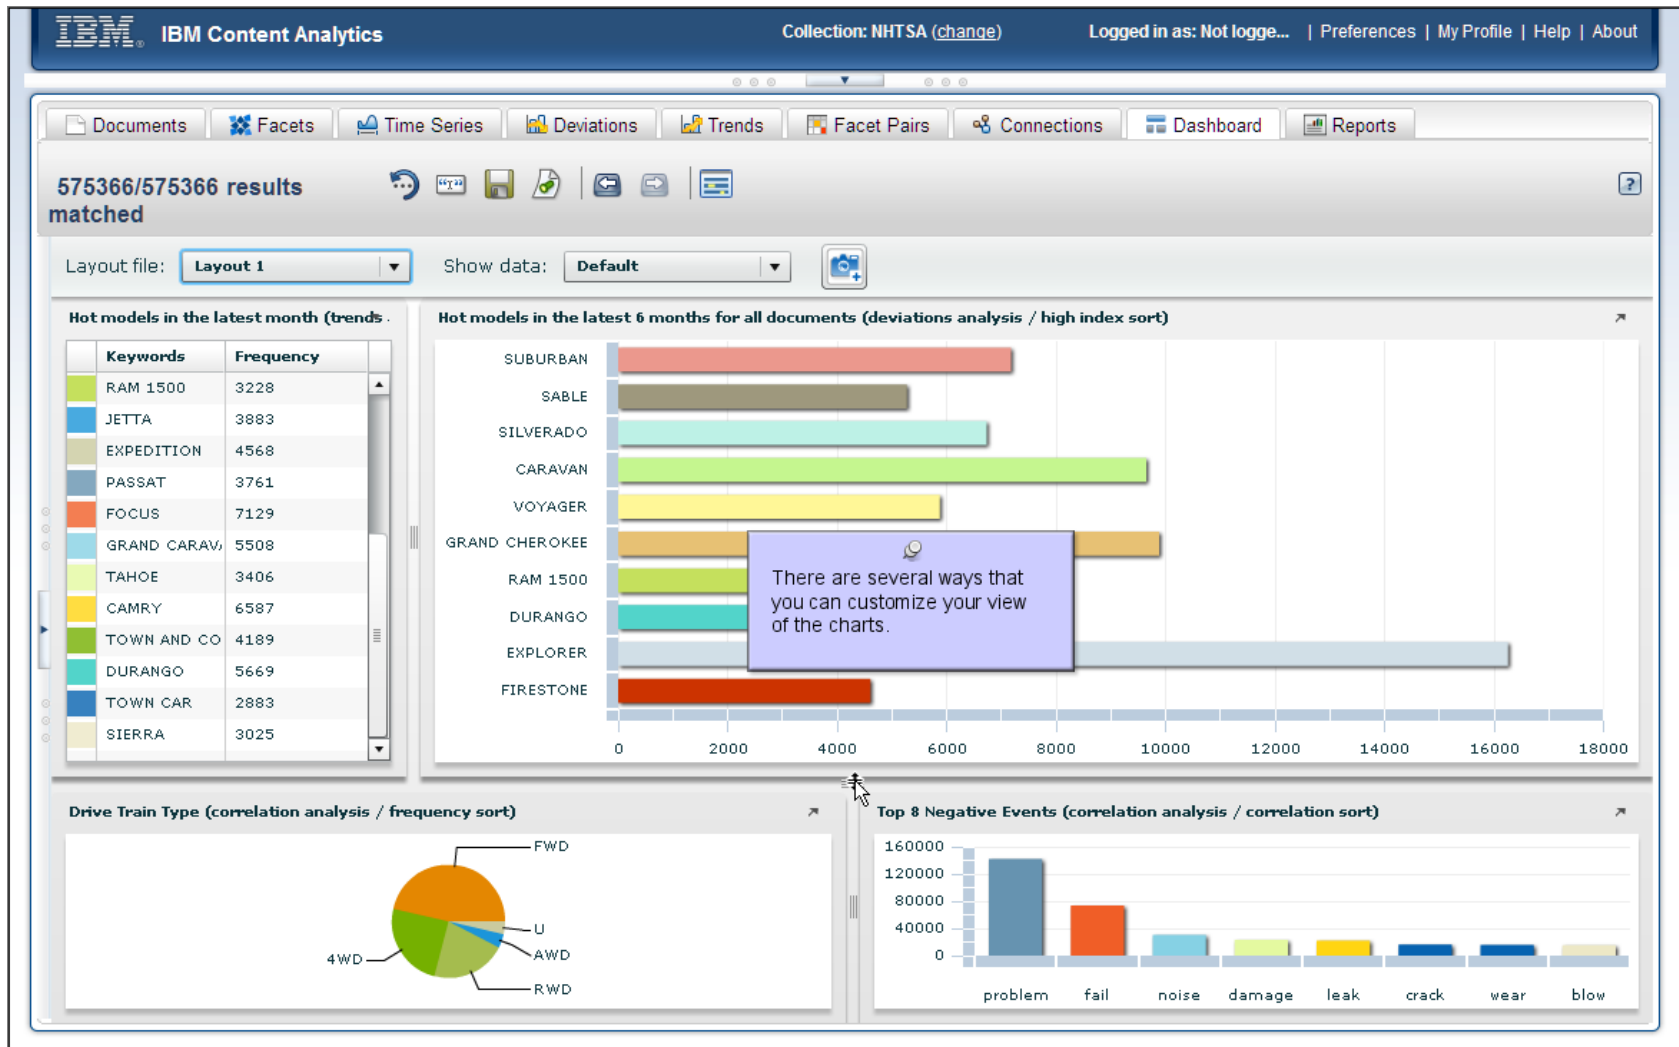 IBM. IBM Content Analytics
Collection: NHTSA (change)
Logged in as: Not logge... | Preferences | My Profile | Help | About
Documents
Facets
Time Series
Deviations
Trends
Facet Pairs
Connections
Dashboard
Reports
575366/575366 results
matched
Layout file: Layout 1
Show data: Default
Hot models in the latest month (trends .
Keywords Frequency
RAM 1500 3228
JETTA 3883
EXPEDITION 4568
PASSAT 3761
FOCUS 7129
GRAND CARAV 5508
TAHOE 3406
CAMRY 6587
TOWN AND CO 4189
DURANGO 5669
TOWN CAR 2883
SIERRA 3025
Hot models in the latest 6 months for all documents (deviations analysis / high index sort)
SUBURBAN
SABLE
SILVERADO
CARAVAN
VOYAGER
GRAND CHEROKEE
RAM 1500
DURANGO
EXPLORER
FIRESTONE
0 2000 4000 6000 8000 10000 12000 14000 16000 18000
There are several ways that
you can customize your view
of the charts.
Drive Train Type (correlation analysis / frequency sort)
FWD
U
AWD
4WD
RWD
Top 8 Negative Events (correlation analysis / correlation sort)
160000
120000
80000
40000
0
problem fail noise damage leak crack wear blow